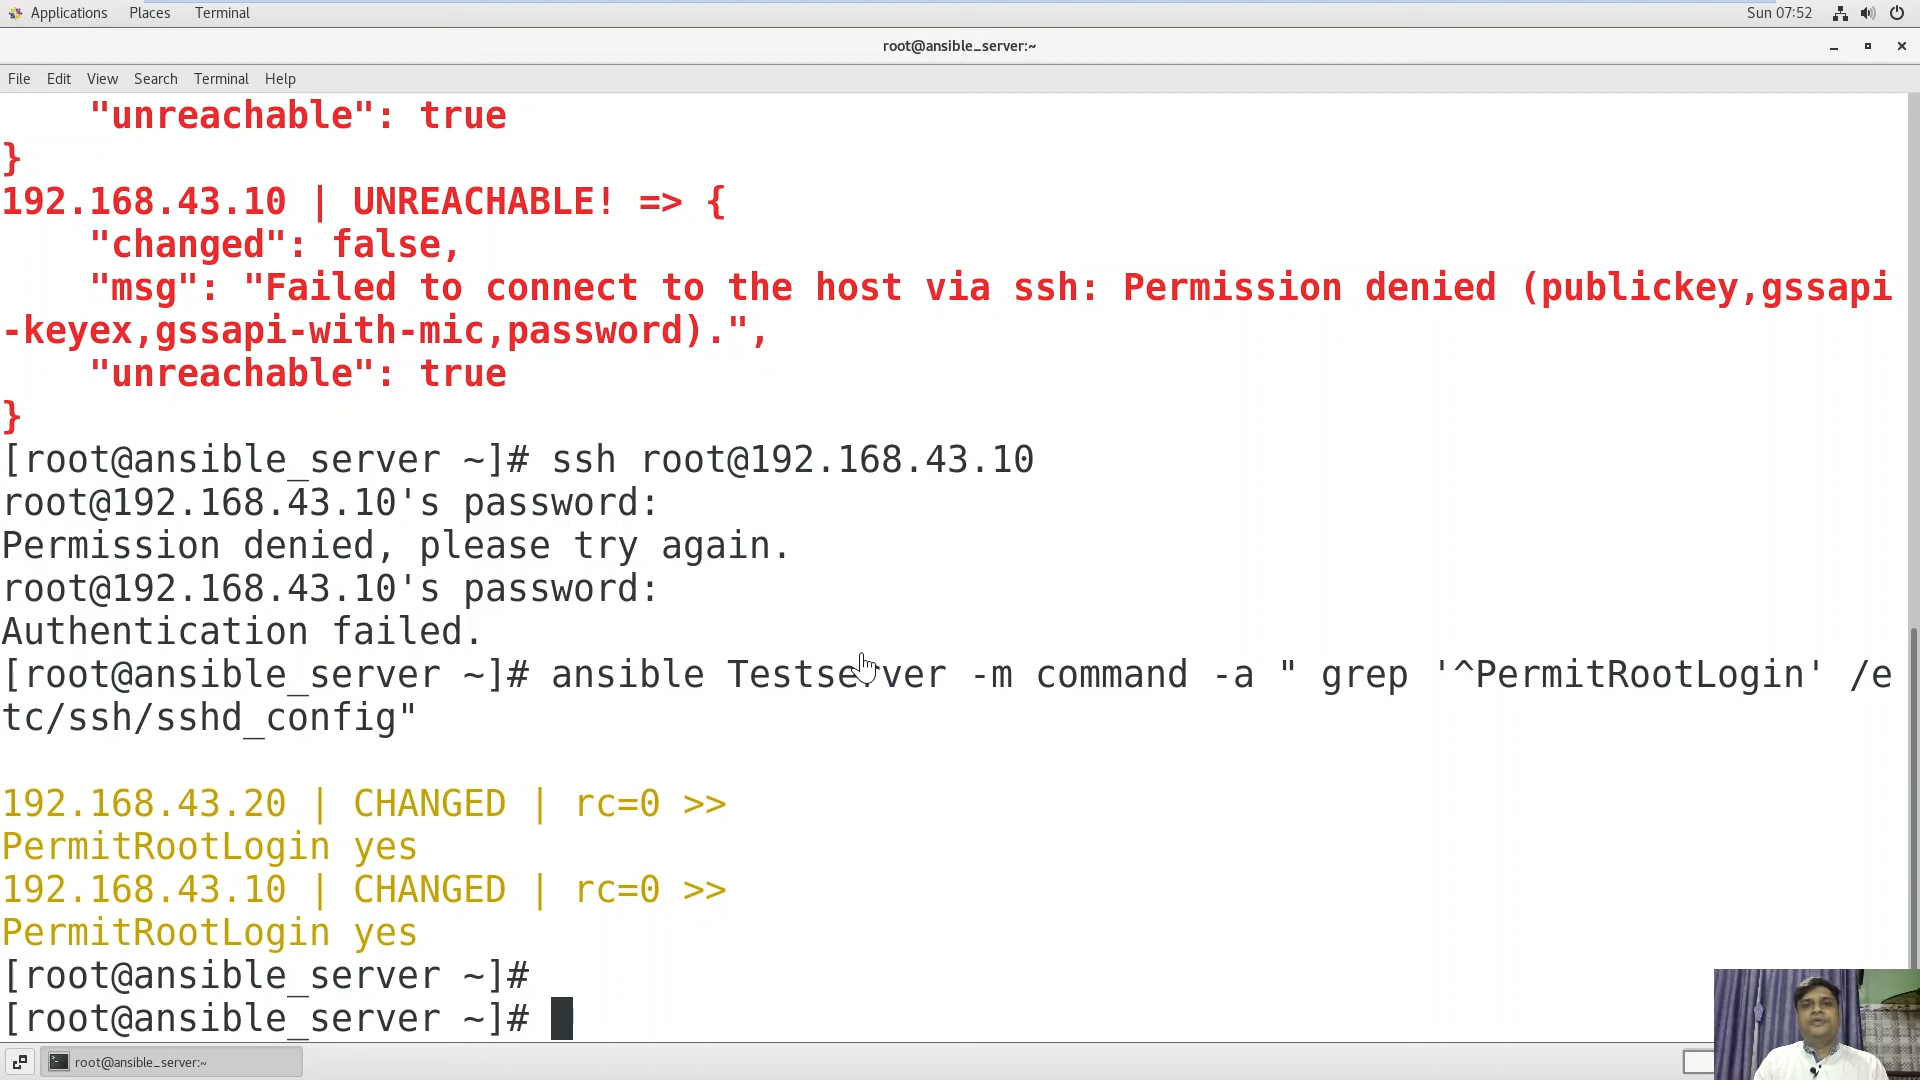 Applications Places Terminal Sun 07:52
root@ansible_server:~
File Edit View Search Terminal Help
"unreachable": true
}
192.168.43.10 | UNREACHABLE! => {
"changed": false,
"msg": "Failed to connect to the host via ssh: Permission denied (publickey,gssapi
-keyex,gssapi-with-mic,password).",
"unreachable": true
}
[root@ansible_server ~]# ssh root@192.168.43.10
root@192.168.43.10's password:
Permission denied, please try again.
root@192.168.43.10's password:
Authentication failed.
[root@ansible_server ~]# ansible Testserver -m command -a " grep '^PermitRootLogin' /e
tc/ssh/sshd_config"
192.168.43.20 | CHANGED | rc=0 >>
PermitRootLogin yes
192.168.43.10 | CHANGED | rc=0 >>
PermitRootLogin yes
[root@ansible_server ~]#
[root@ansible_server ~]#
root@ansible_server:~